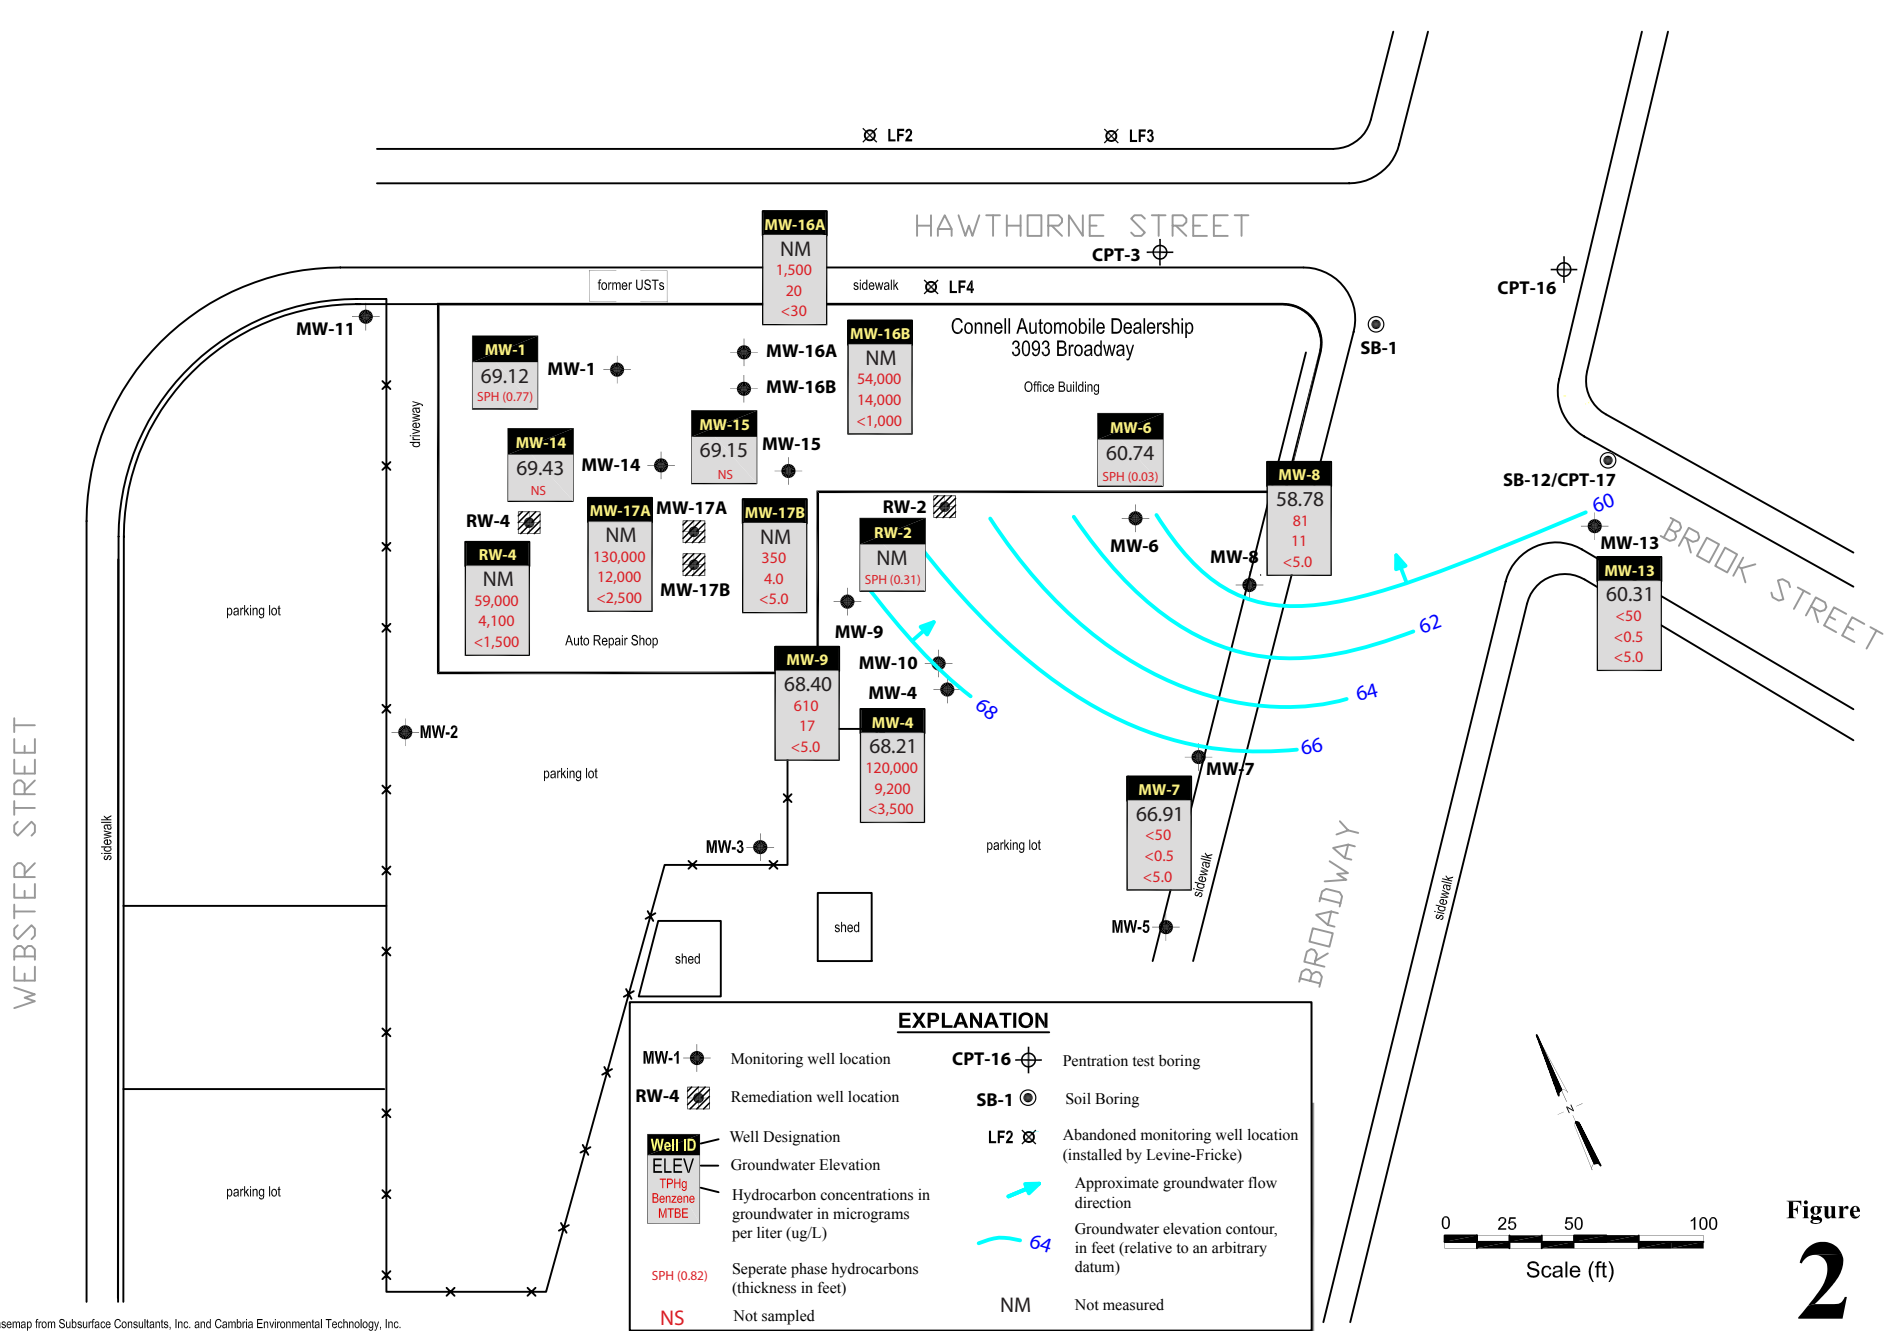 LF2
LF3
HAWTHORNE STREET
CPT-3
CPT-16
MW-16A
NM
1,500
20
<30
former USTs
sidewalk
LF4
MW-11
SB-1
Connell Automobile Dealership
3093 Broadway
Office Building
MW-1
69.12
SPH (0.77)
MW-1
MW-16A
MW-16B
MW-16B
NM
54,000
14,000
<1,000
driveway
MW-14
69.43
NS
MW-14
MW-15
69.15
NS
MW-15
MW-6
60.74
SPH (0.03)
MW-6
MW-8
58.78
81
11
<5.0
MW-8
SB-12/CPT-17
60
MW-13
MW-13
60.31
<50
<0.5
<5.0
BROOK STREET
RW-4
RW-4
NM
59,000
4,100
<1,500
MW-17A
NM
130,000
12,000
<2,500
MW-17A
MW-17B
MW-17B
NM
350
4.0
<5.0
RW-2
RW-2
NM
SPH (0.31)
parking lot
Auto Repair Shop
MW-9
MW-10
MW-4
MW-9
68.40
610
17
<5.0
MW-4
68.21
120,000
9,200
<3,500
68
62
64
66
MW-7
MW-7
66.91
<50
<0.5
<5.0
MW-2
parking lot
MW-3
parking lot
sidewalk
WEBSTER STREET
sidewalk
shed
shed
MW-5
BROADWAY
sidewalk
EXPLANATION
MW-1
Monitoring well location
RW-4
Remediation well location
Well ID
ELEV
TPHg
Benzene
MTBE
Well Designation
Groundwater Elevation
Hydrocarbon concentrations in
groundwater in micrograms
per liter (ug/L)
SPH (0.82)
Seperate phase hydrocarbons
(thickness in feet)
NS
Not sampled
CPT-16
Pentration test boring
SB-1
Soil Boring
LF2
Abandoned monitoring well location
(installed by Levine-Fricke)
Approximate groundwater flow
direction
64
Groundwater elevation contour,
in feet (relative to an arbitrary
datum)
NM
Not measured
parking lot
N
0 25 50 100
Scale (ft)
Figure
2
from Subsurface Consultants, Inc. and Cambria Environmental Technology, Inc.